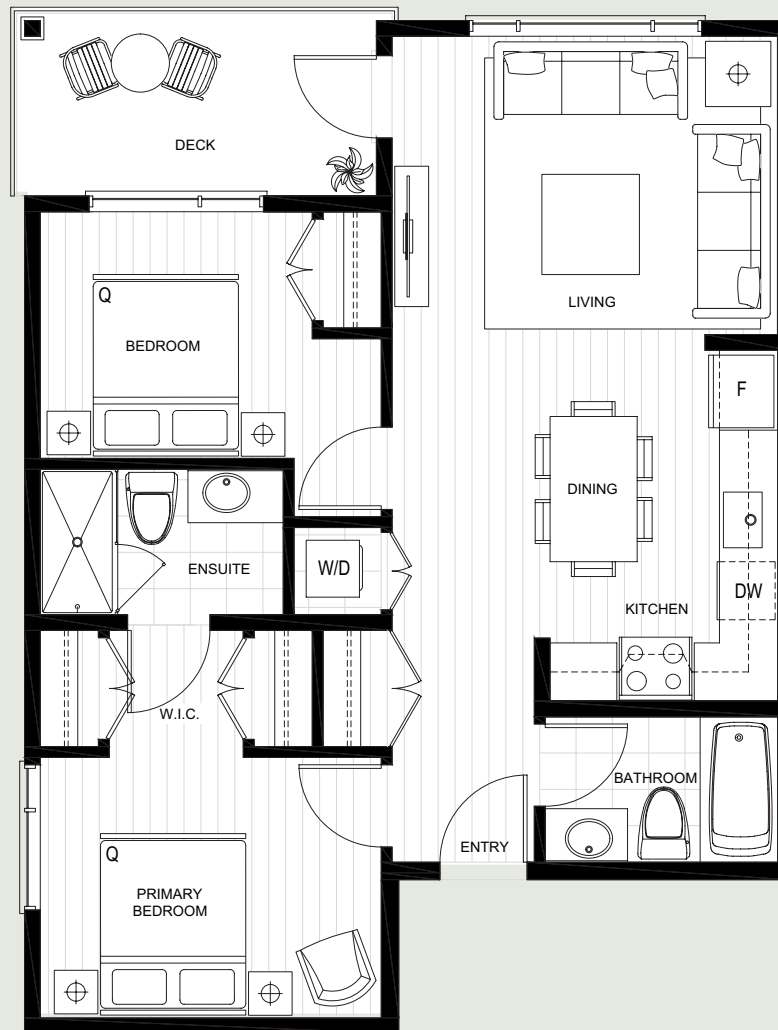 DECK
LIVING
Q
BEDROOM
F
DINING
ENSUITE
W/D
DW
KITCHEN
W.I.C.
BATHROOM
ENTRY
Q
PRIMARY
BEDROOM